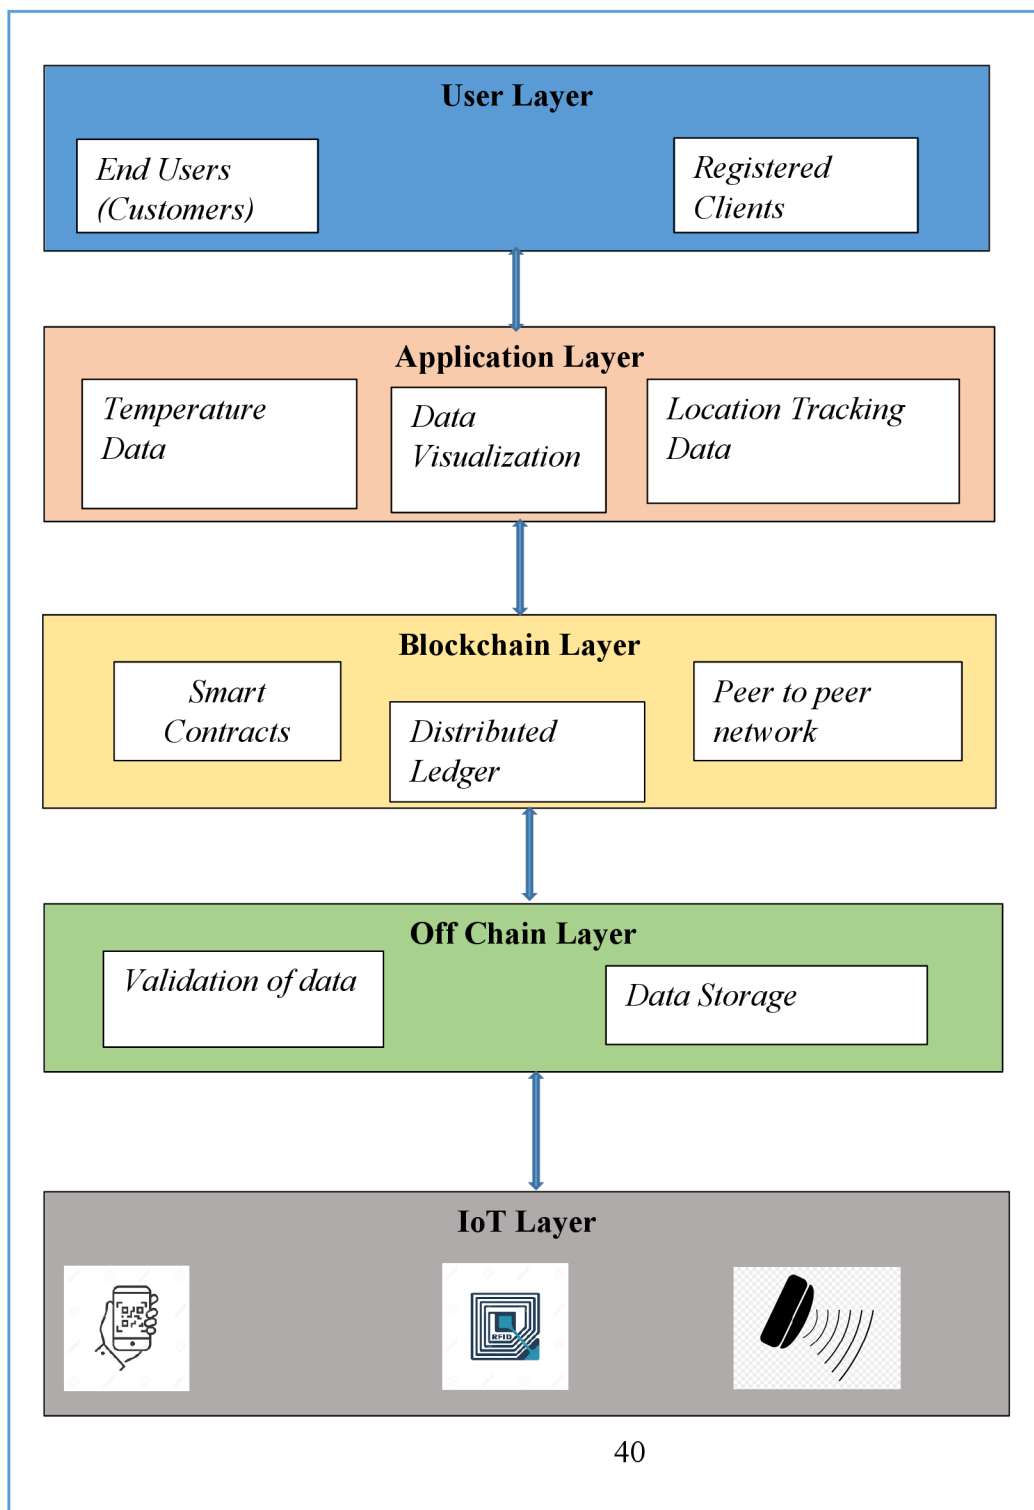 User Layer
End Users
(Customers)
Registered
Clients
Application Layer
Temperature
Data
Data
Visualization
Location Tracking
Data
Blockchain Layer
Smart
Contracts
Distributed
Ledger
Peer to peer
network
Off Chain Layer
Validation of data
Data Storage
IoT Layer
RFID
40